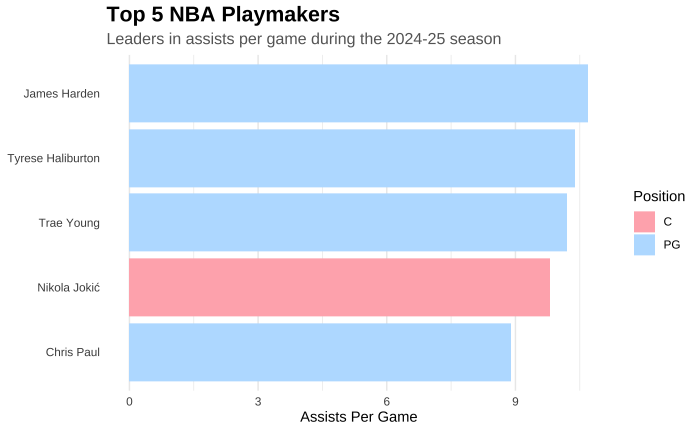 Top 5 NBA Playmakers
Leaders in assists per game during the 2024-25 season
James Harden
Tyrese Haliburton
Trae Young
Nikola Jokić
Chris Paul
0 3 6 9
Assists Per Game
Position
C
PG